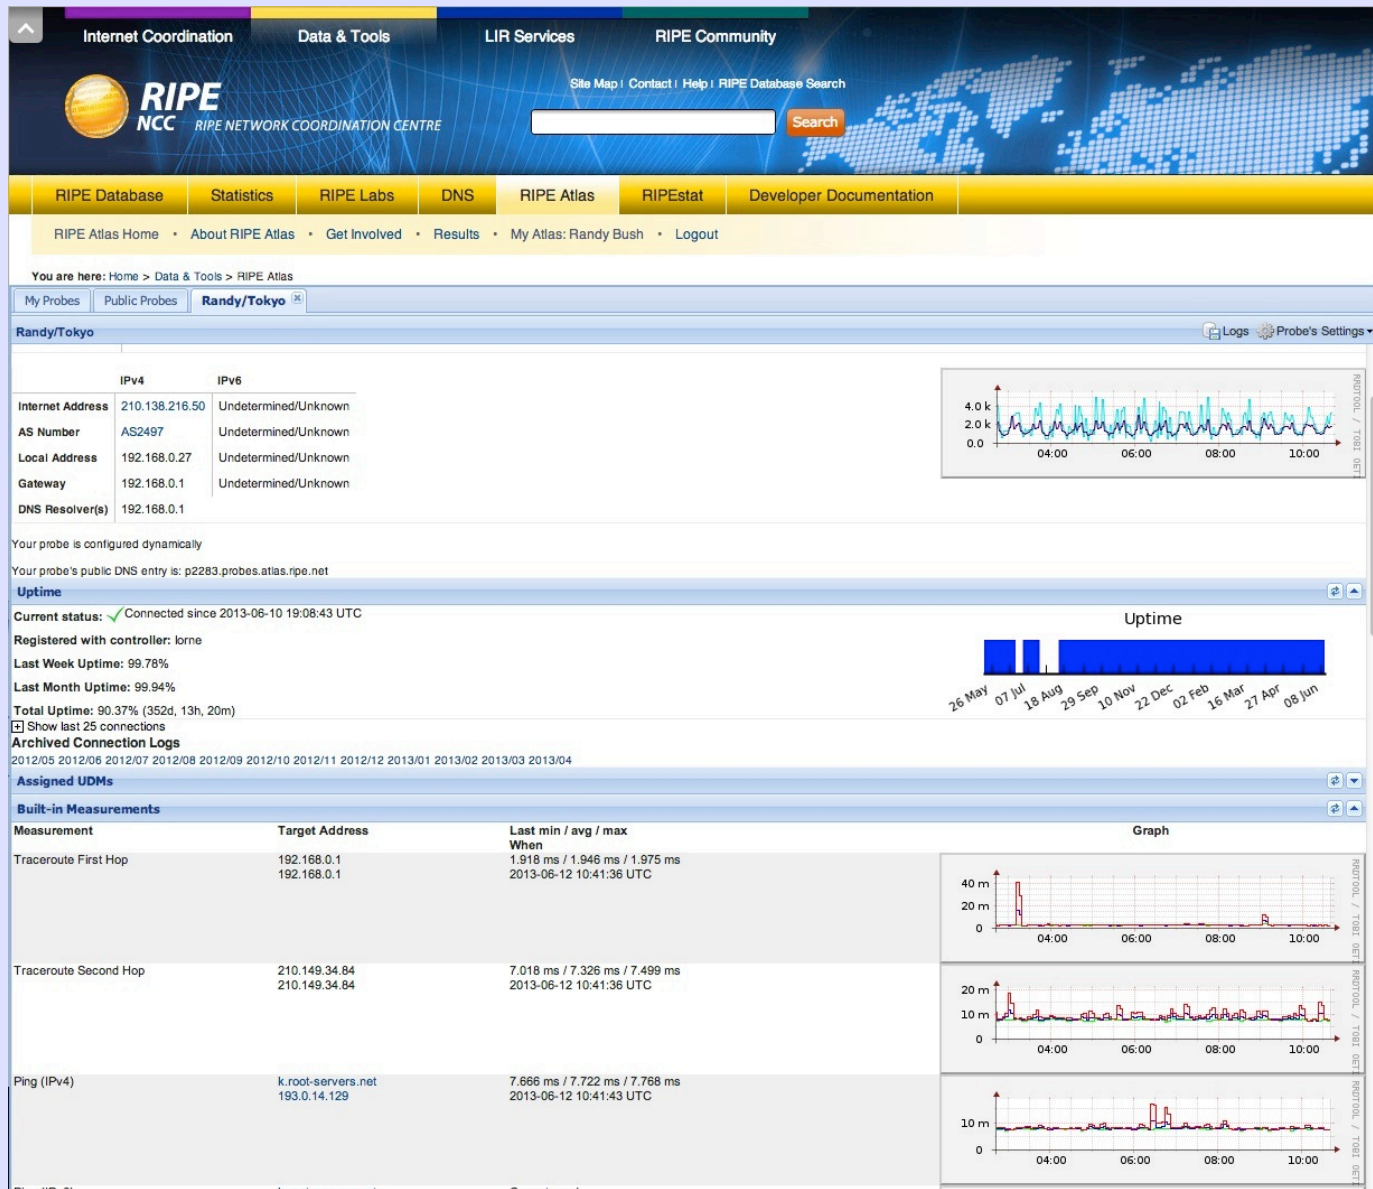 Internet Coordination Data & Tools LIR Services RIPE Community
Site Map | Contact | Help | RIPE Database Search
RIPE
NCC RIPE NETWORK COORDINATION CENTRE
Search
RIPE Database Statistics RIPE Labs DNS RIPE Atlas RIPEstat Developer Documentation
RIPE Atlas Home • About RIPE Atlas • Get Involved • Results • My Atlas: Randy Bush • Logout
You are here: Home > Data & Tools > RIPE Atlas
My Probes Public Probes Randy/Tokyo
Randy/Tokyo Logs Probe's Settings
IPv4 IPv6
Internet Address 210.138.216.50 Undetermined/Unknown
AS Number AS2497 Undetermined/Unknown
Local Address 192.168.0.27 Undetermined/Unknown
Gateway 192.168.0.1 Undetermined/Unknown
DNS Resolver(s) 192.168.0.1
4.0 k
2.0 k
0.0
04:00 06:00 08:00 10:00
RRDTOOL / TOBI OETI
Your probe is configured dynamically
Your probe's public DNS entry is: p2283.probes.atlas.ripe.net
Uptime
Current status: Connected since 2013-06-10 19:08:43 UTC
Registered with controller: lorne
Last Week Uptime: 99.78%
Last Month Uptime: 99.94%
Total Uptime: 90.37% (352d, 13h, 20m)
Uptime
26 May 07 Jul 18 Aug 29 Sep 10 Nov 22 Dec 02 Feb 16 Mar 27 Apr 08 Jun
Show last 25 connections
Archived Connection Logs
2012/05 2012/06 2012/07 2012/08 2012/09 2012/10 2012/11 2012/12 2013/01 2013/02 2013/03 2013/04
Assigned UDMs
Built-in Measurements
Measurement Target Address Last min / avg / max Graph
When
Traceroute First Hop 192.168.0.1 1.918 ms / 1.946 ms / 1.975 ms
192.168.0.1 2013-06-12 10:41:36 UTC
40 m
20 m
0
04:00 06:00 08:00 10:00
RRDTOOL / TOBI OETI
Traceroute Second Hop 210.149.34.84 7.018 ms / 7.326 ms / 7.499 ms
210.149.34.84 2013-06-12 10:41:36 UTC
20 m
10 m
0
04:00 06:00 08:00 10:00
RRDTOOL / TOBI OETI
Ping (IPv4) k.root-servers.net 7.666 ms / 7.722 ms / 7.768 ms
193.0.14.129 2013-06-12 10:41:43 UTC
10 m
0
04:00 06:00 08:00 10:00
RRDTOOL / TOBI OETI